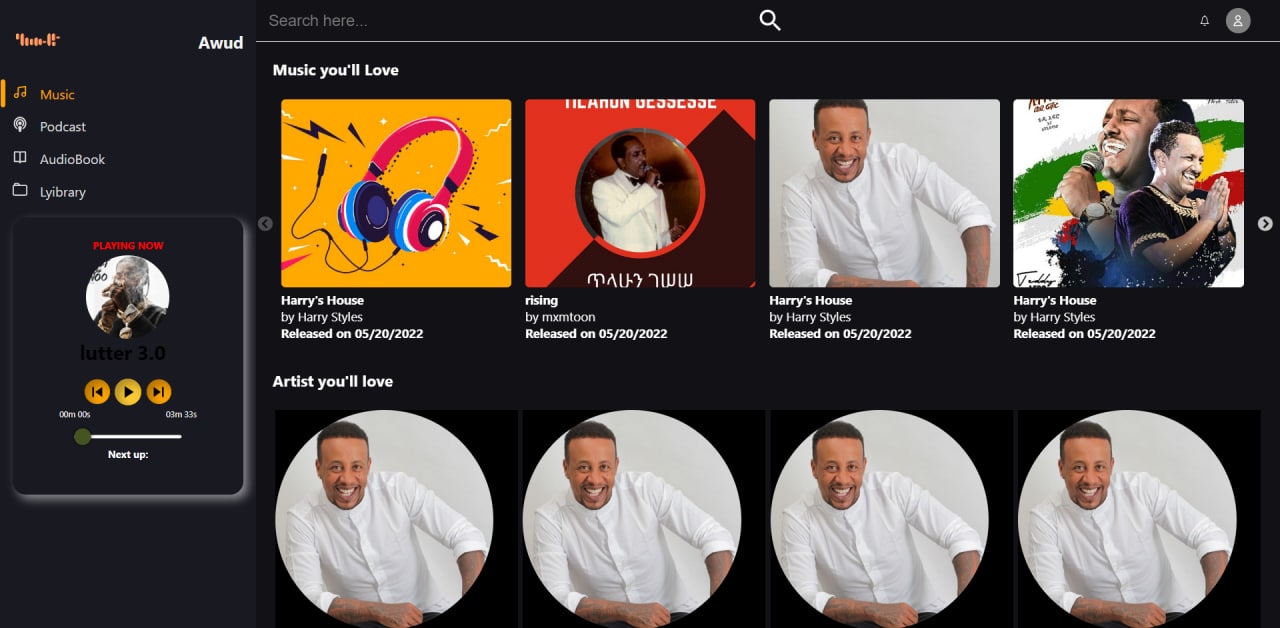 Search here...
Awud
Music
Podcast
AudioBook
Lyibrary
PLAYING NOW
lutter 3.0
00m 00s
03m 33s
Next up:
Music you'll Love
TILAHUN GESSESSE
ጥላሁን ገሠሠ
Teddy
Harry's House
by Harry Styles
Released on 05/20/2022
rising
by mxmtoon
Released on 05/20/2022
Harry's House
by Harry Styles
Released on 05/20/2022
Harry's House
by Harry Styles
Released on 05/20/2022
Artist you'll love